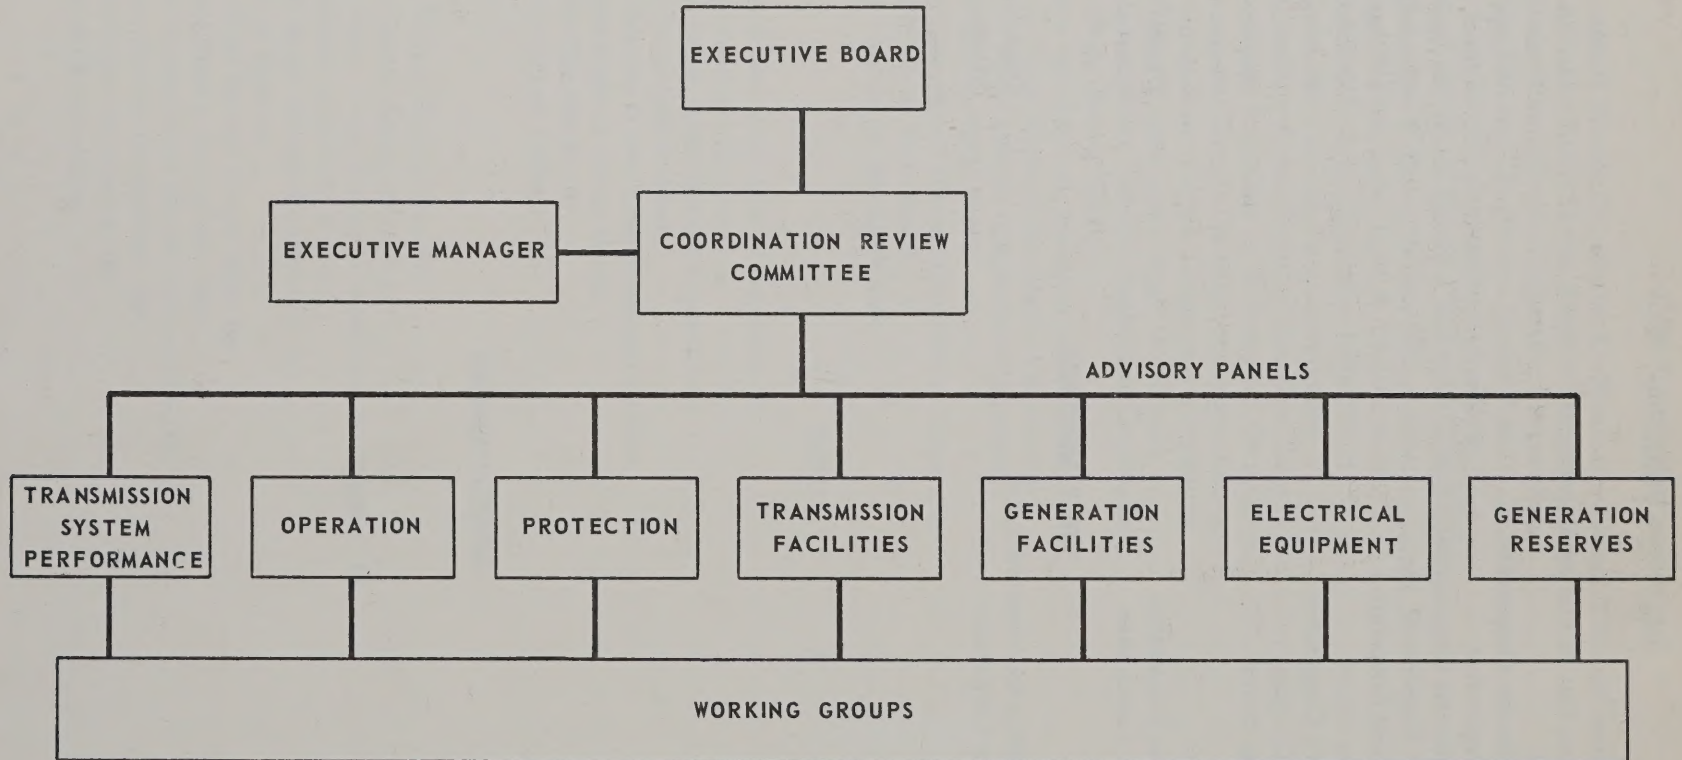 EXECUTIVE BOARD
EXECUTIVE MANAGER
COORDINATION REVIEW
COMMITTEE
ADVISORY PANELS
TRANSMISSION
SYSTEM
PERFORMANCE
OPERATION
PROTECTION
TRANSMISSION
FACILITIES
GENERATION
FACILITIES
ELECTRICAL
EQUIPMENT
GENERATION
RESERVES
WORKING GROUPS